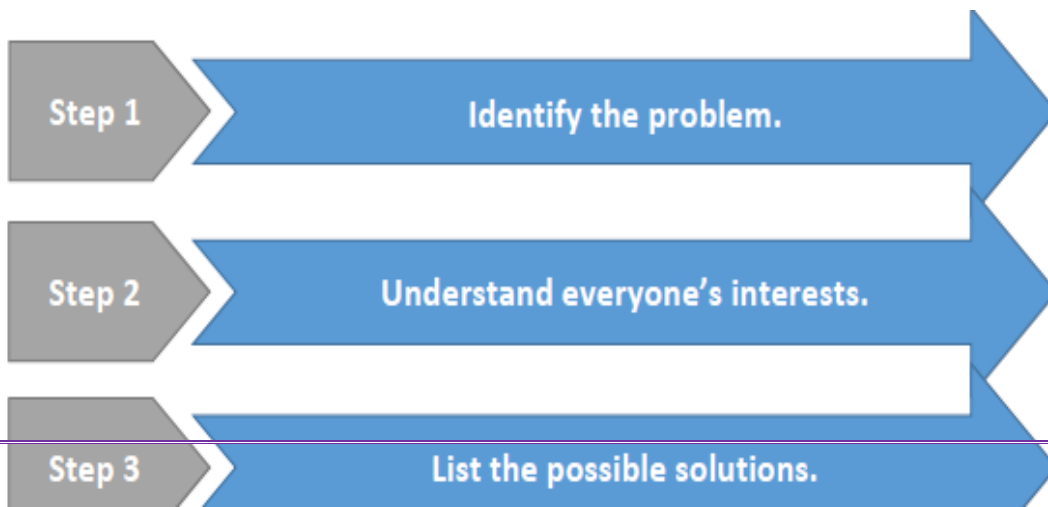 Step 1
Identify the problem.
Step 2
Understand everyone’s interests.
Step 3
List the possible solutions.